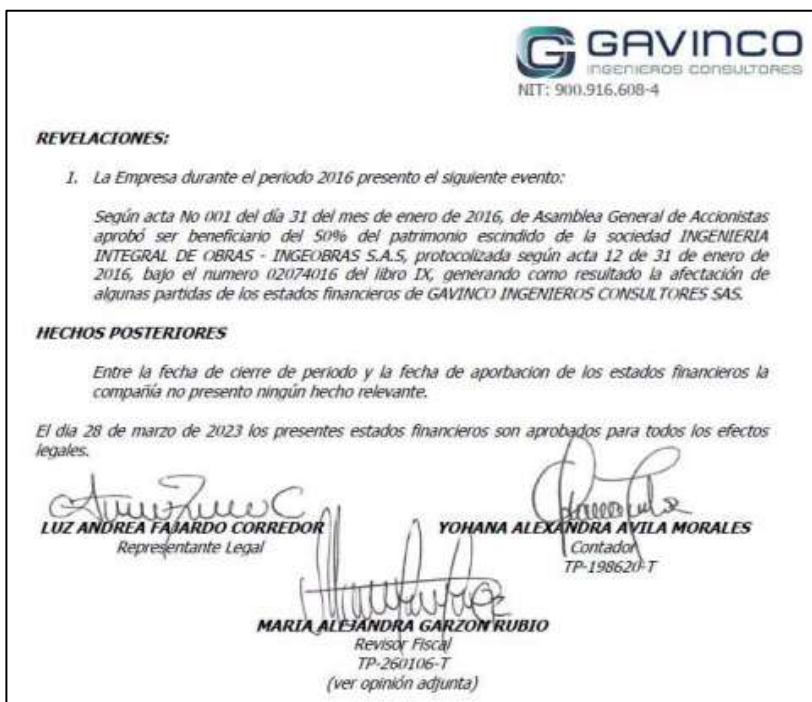 GAVINCO
INGENIEROS CONSULTORES
NIT: 900.916.608-4
REVELACIONES:
1. La Empresa durante el periodo 2016 presento el siguiente evento:
Según acta No 001 del día 31 del mes de enero de 2016, de Asamblea General de Accionistas
aprobó ser beneficiario del 50% del patrimonio escindido de la sociedad INGENIERIA
INTEGRAL DE OBRAS - INGEOBRAS S.A.S, protocolizada según acta 12 de 31 de enero de
2016, bajo el numero 02074016 del libro IX, generando como resultado la afectación de
algunas partidas de los estados financieros de GAVINCO INGENIEROS CONSULTORES SAS.
HECHOS POSTERIORES
Entre la fecha de cierre de periodo y la fecha de aporbacion de los estados financieros la
compañía no presento ningún hecho relevante.
El día 28 de marzo de 2023 los presentes estados financieros son aprobados para todos los efectos
legales.
LUZ ANDREA FAJARDO CORREDOR
Representante Legal
YOHANA ALEXANDRA AVILA MORALES
Contador
TP-198620-T
MARIA ALEJANDRA GARZON RUBIO
Revisor Fiscal
TP-260106-T
(ver opinión adjunta)